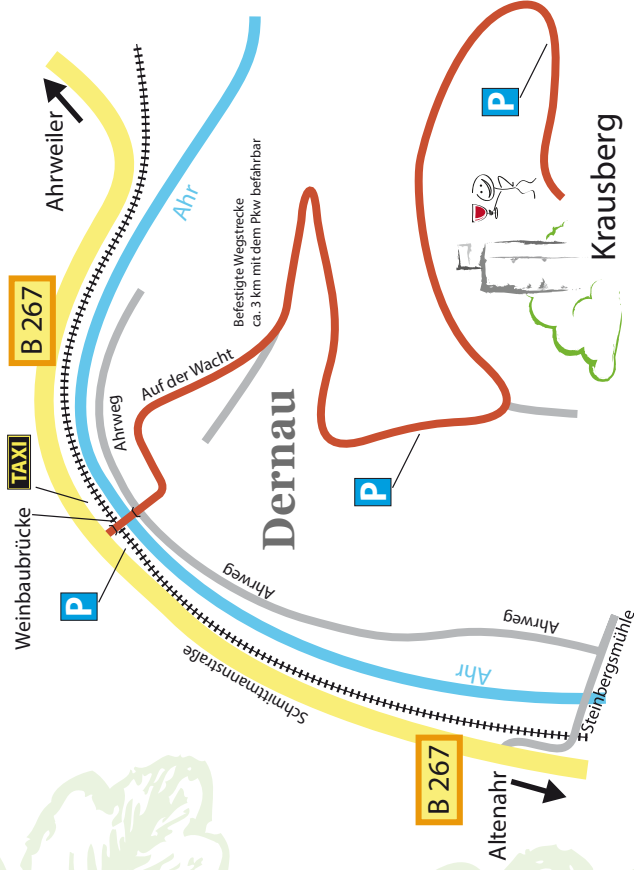 Ahrweiler
B 267
Ahr
TAXI
Weinbaubrücke
P
Ahrweg
Auf der Wacht
Befestigte Wegstrecke
ca. 3 km mit dem Pkw befahrbar
P
Krausberg
Dernau
P
Ahrweg
Schmittmannstraße
Ahrweg
Ahr
Steinbergsmühle
B 267
Altenahr